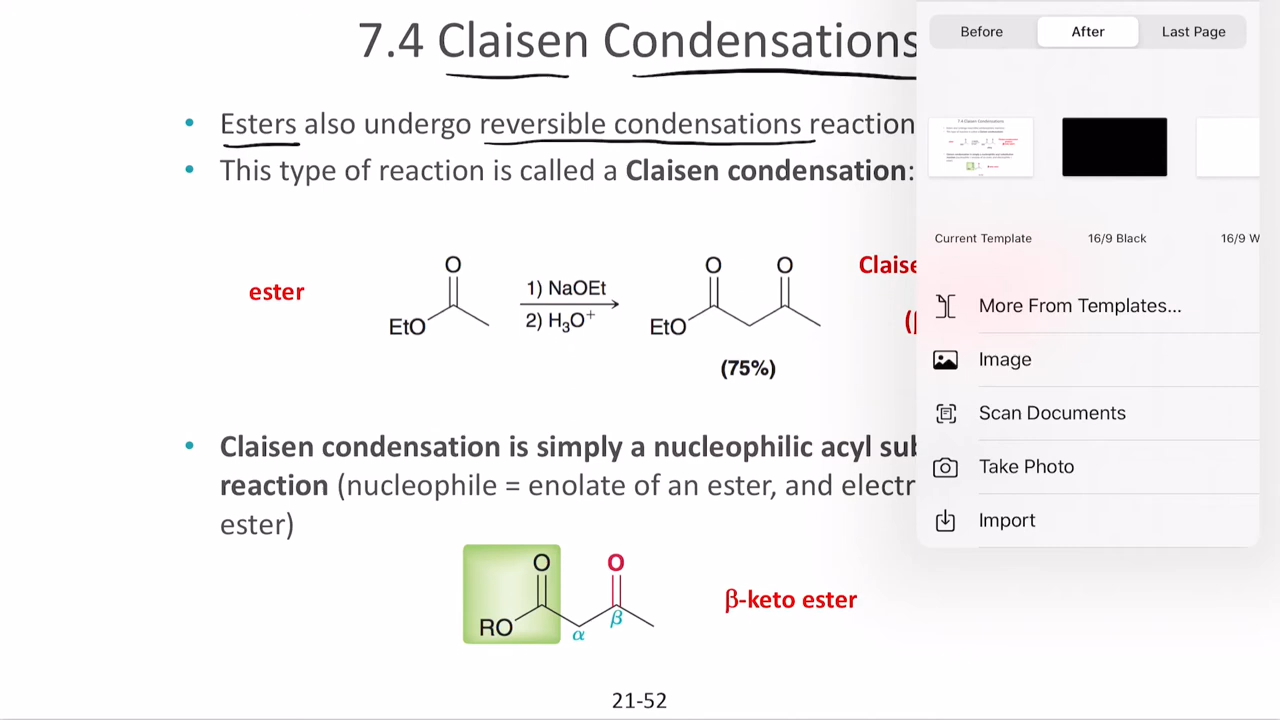 7.4 Claisen Condensations
• Esters also undergo reversible condensations reaction
• This type of reaction is called a Claisen condensation:
ester
O
EtO
1) NaOEt
2) H3O+
O O
EtO
(75%)
Claise
(β
• Claisen condensation is simply a nucleophilic acyl sub
reaction (nucleophile = enolate of an ester, and electr
ester)
O O
RO
α
β
β-keto ester
21-52
Before After Last Page
Current Template 16/9 Black 16/9 W
More From Templates...
Image
Scan Documents
Take Photo
Import